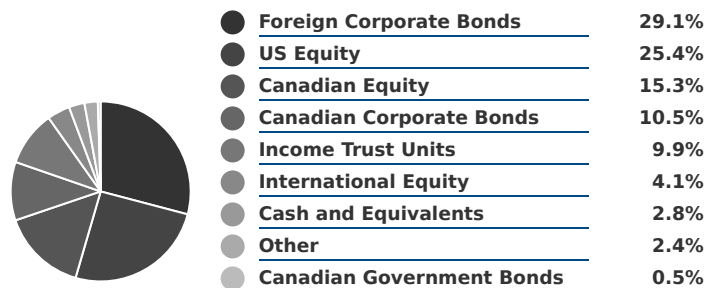 Foreign Corporate Bonds 29.1%
US Equity 25.4%
Canadian Equity 15.3%
Canadian Corporate Bonds 10.5%
Income Trust Units 9.9%
International Equity 4.1%
Cash and Equivalents 2.8%
Other 2.4%
Canadian Government Bonds 0.5%